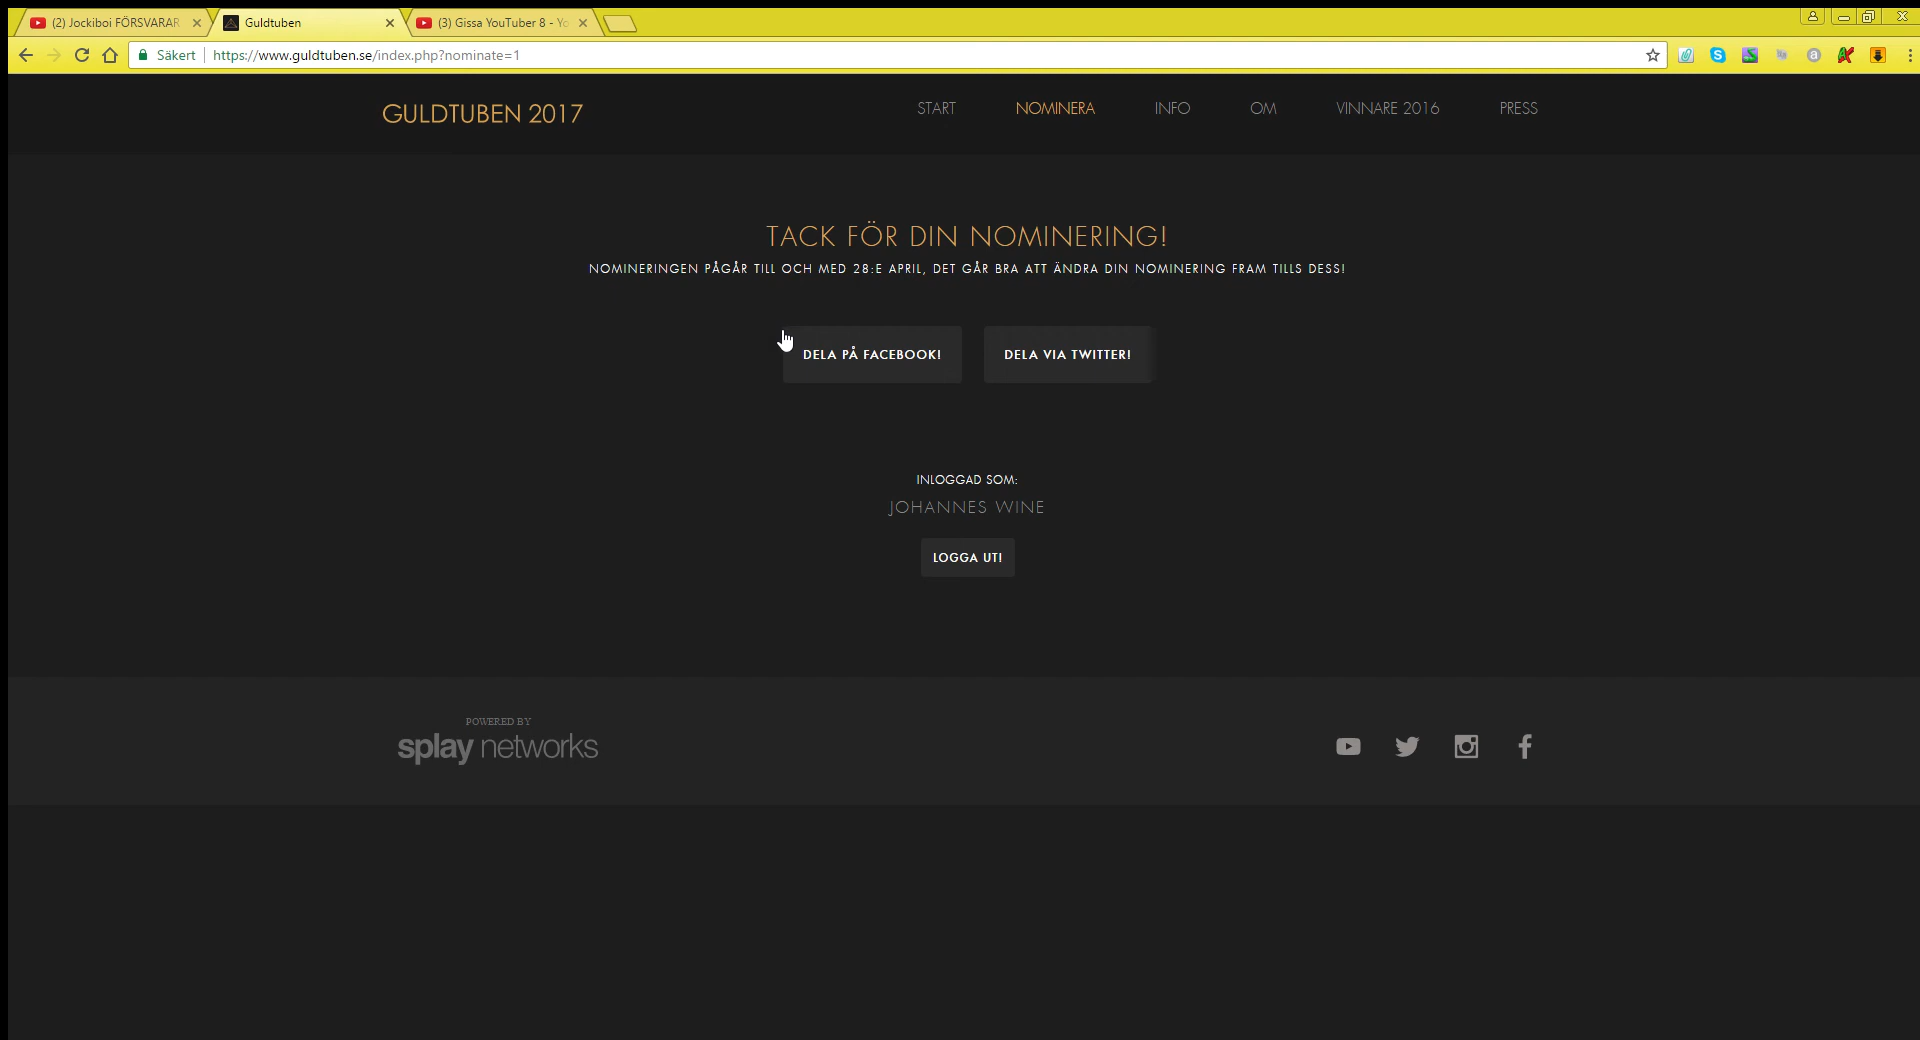 (2) Jockiboi FÖRSVARAR
Guldtuben
(3) Gissa YouTuber 8 - Yo
Säkert
https://www.guldtuben.se/index.php?nominate=1
GULDTUBEN 2017
START
NOMINERA
INFO
OM
VINNARE 2016
PRESS
TACK FÖR DIN NOMINERING!
NOMINERINGEN PÅGÅR TILL OCH MED 28:E APRIL, DET GÅR BRA ATT ÄNDRA DIN NOMINERING FRAM TILLS DESS!
DELA PÅ FACEBOOK!
DELA VIA TWITTER!
INLOGGAD SOM:
JOHANNES WINE
LOGGA UT!
POWERED BY
splay networks